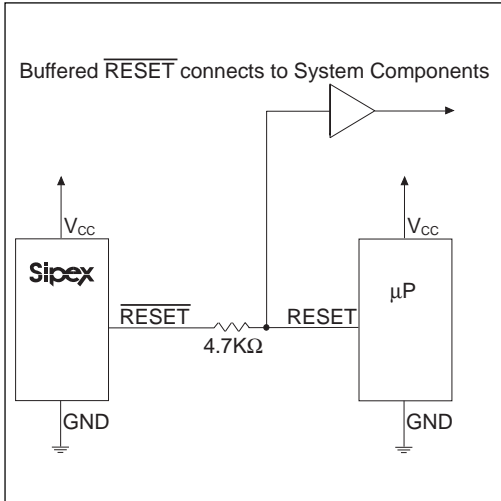 Buffered RESET connects to System Components
VCC
VCC
Sipex
μP
RESET
RESET
4.7KΩ
GND
GND